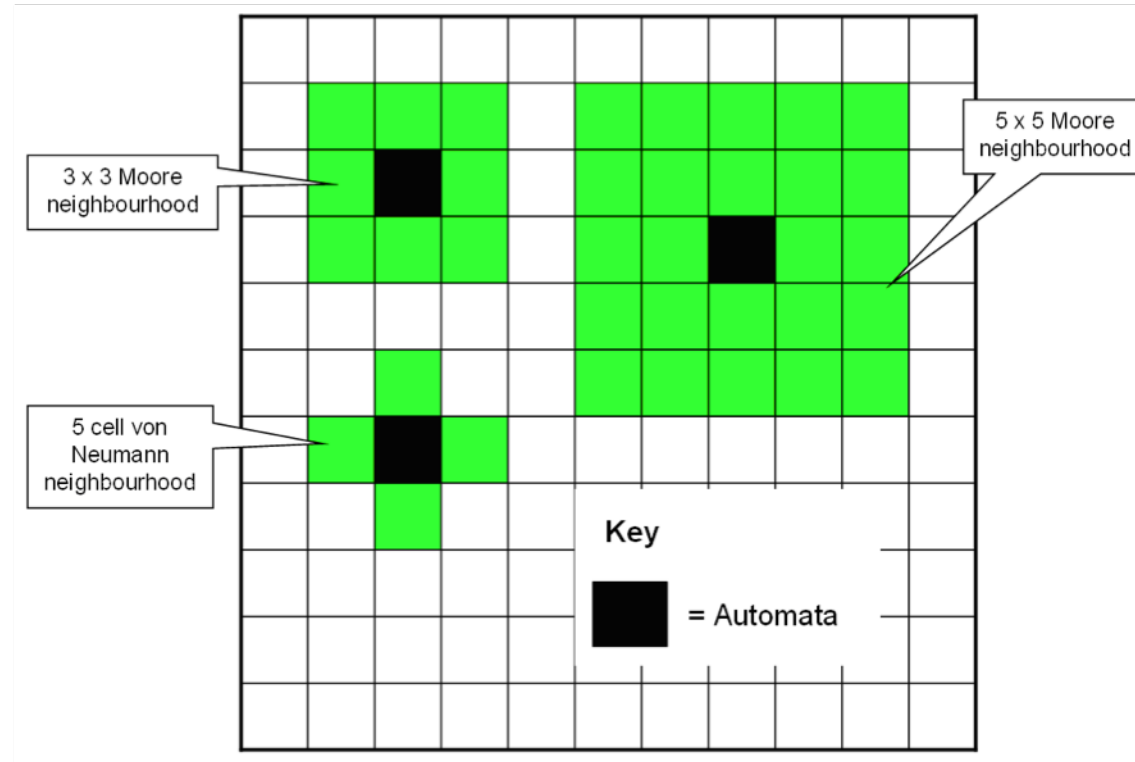 5 x 5 Moore
neighbourhood
3 x 3 Moore
neighbourhood
5 cell von
Neumann
neighbourhood
Key
= Automata